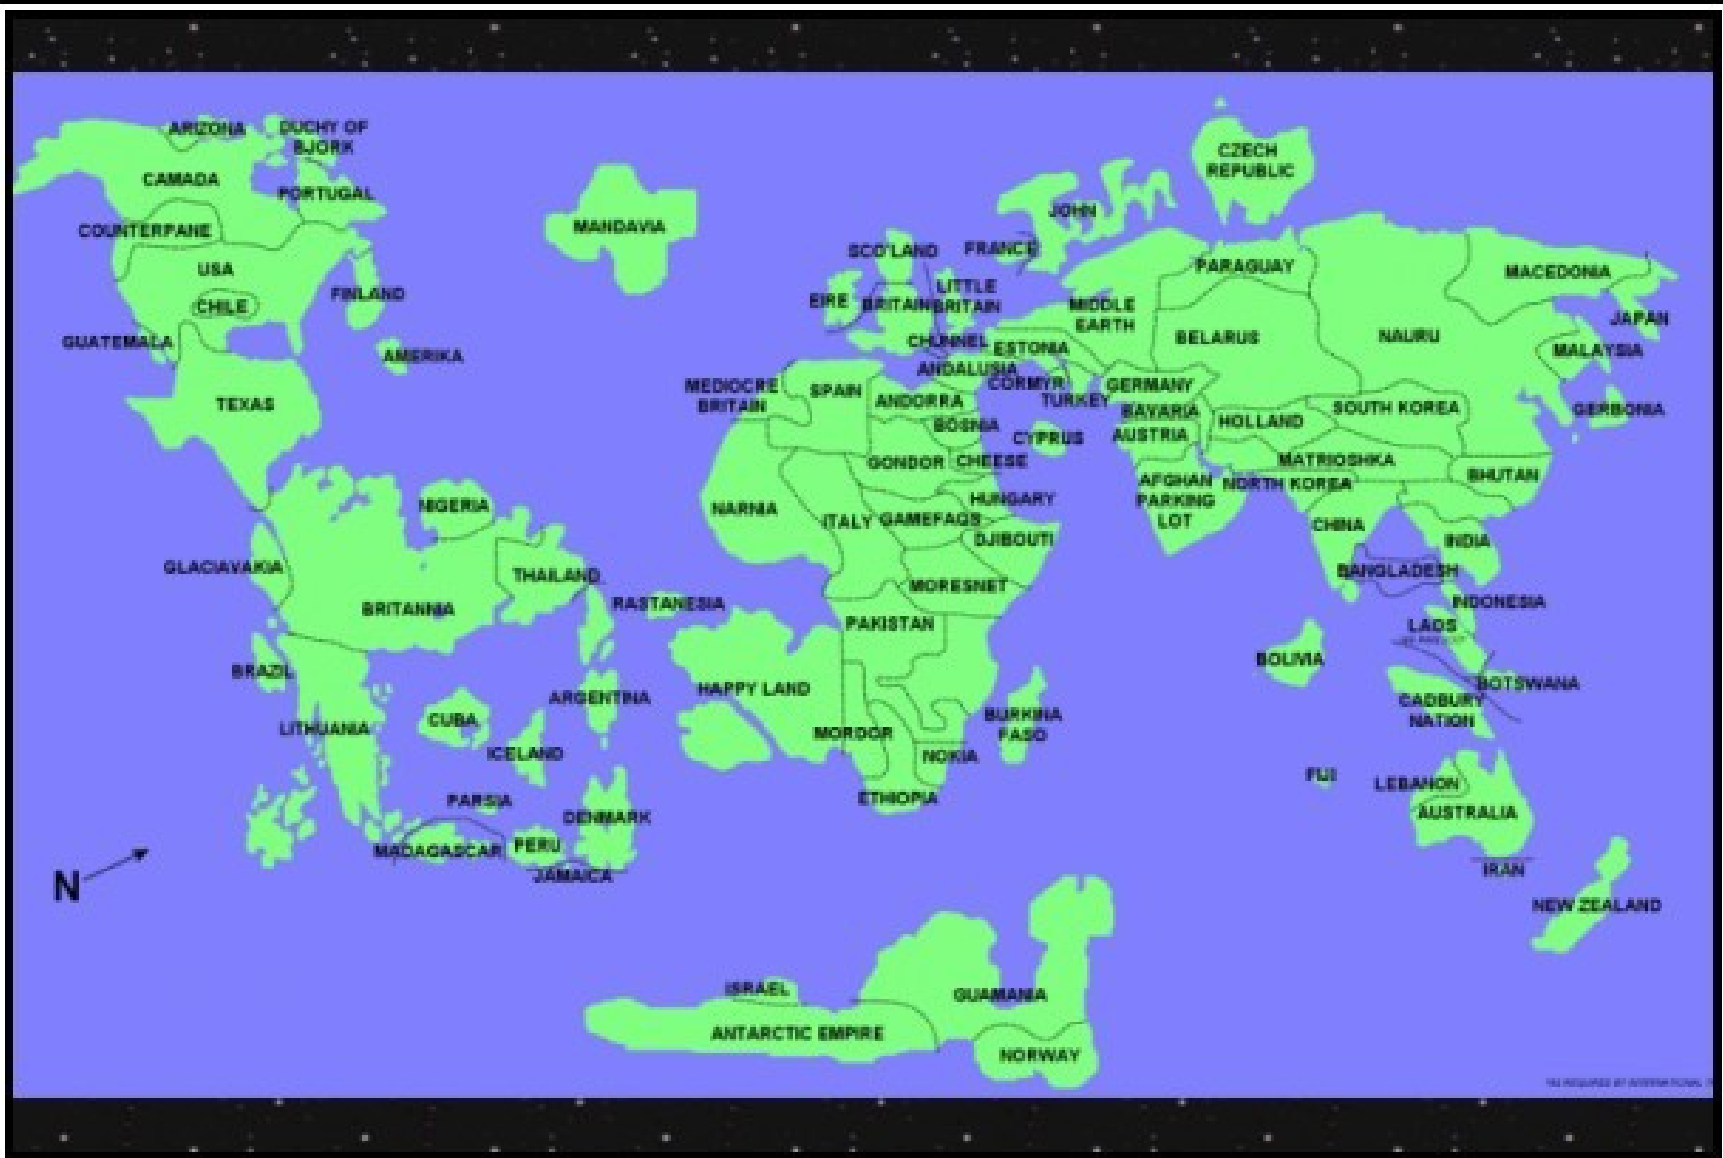 ARIZONA
DUCHY OF
BJORK
CAMADA
PORTUGAL
COUNTERPANE
USA
CHILE
FINLAND
GUATEMALA
AMERIKA
TEXAS
MANDAVIA
CZECH
REPUBLIC
JOHN
FRANCE
SCO'LAND
LITTLE
BRITAIN
EIRE
BRITAIN
CHUNNEL
PARAGUAY
MACEDONIA
MIDDLE
EARTH
BELARUS
NAURU
JAPAN
MALAYSIA
ESTONIA
ANDALUSIA
CORMYR
TURKEY
GERMANY
BAVARIA
AUSTRIA
HOLLAND
SOUTH KOREA
GERBONIA
MEDIOCRE
BRITAIN
SPAIN
ANDORRA
BOSNIA
CYPRUS
GONDOR
CHEESE
MATRIOSHKA
BHUTAN
AFGHAN
PARKING
LOT
NORTH KOREA
NARNIA
ITALY
GAMEFAQS
HUNGARY
DJIBOUTI
CHINA
INDIA
BANGLADESH
INDONESIA
LAOS
NIGERIA
GLACIAVAKIA
THAILAND
BRITANNIA
RASTANESIA
MORESNET
PAKISTAN
BRAZIL
HAPPY LAND
ARGENTINA
BOLIVIA
BOTSWANA
CADBURY
NATION
LITHUANIA
CUBA
ICELAND
MORDOR
NOKIA
BURKINA
FASO
ETHIOPIA
FIJI
LEBANON
AUSTRALIA
PARSIA
DENMARK
MADAGASCAR
PERU
JAMAICA
IRAN
NEW ZEALAND
N
ISRAEL
GUAMANIA
ANTARCTIC EMPIRE
NORWAY